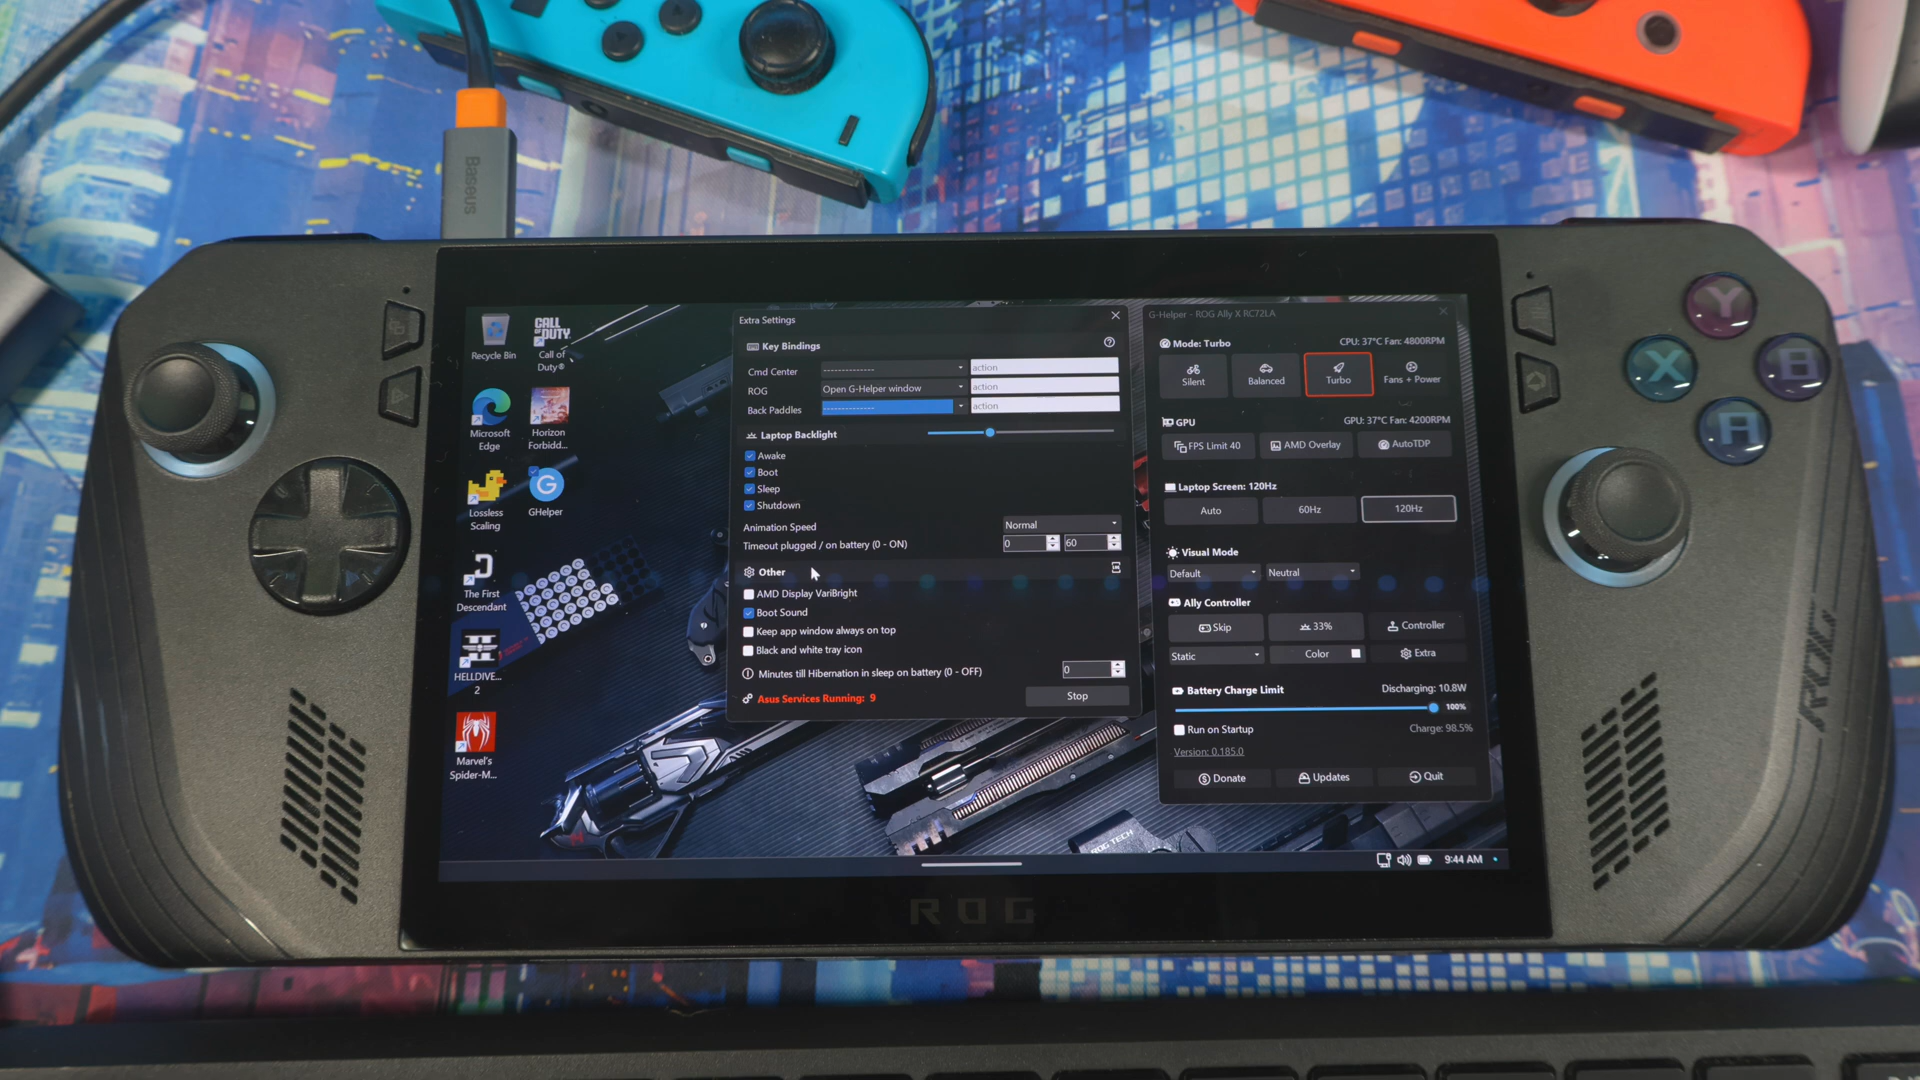 Baseus
Recycle Bin
CALL OF DUTY
Call of
Duty®
Microsoft
Edge
Horizon
Forbidd...
Lossless
Scaling
GHelper
The First
Descendant
HELLDIVE...
2
Marvel's
Spider-M...
Extra Settings
Key Bindings
Cmd Center
--------------
action
ROG
Open G-Helper window
action
Back Paddles
--------------
action
Laptop Backlight
Awake
Boot
Sleep
Shutdown
Animation Speed
Normal
Timeout plugged / on battery (0 - ON)
0
60
Other
AMD Display VariBright
Boot Sound
Keep app window always on top
Black and white tray icon
Minutes till Hibernation in sleep on battery (0 - OFF)
0
Asus Services Running: 9
Stop
G-Helper - ROG Ally X RC72LA
Mode: Turbo
CPU: 37°C Fan: 4800RPM
Silent
Balanced
Turbo
Fans + Power
GPU
GPU: 37°C Fan: 4200RPM
FPS Limit 40
AMD Overlay
AutoTDP
Laptop Screen: 120Hz
Auto
60Hz
120Hz
Visual Mode
Default
Neutral
Ally Controller
Skip
33%
Controller
Static
Color
Extra
Battery Charge Limit
Discharging: 10.8W
100%
Run on Startup
Charge: 98.5%
Version: 0.185.0
Donate
Updates
Quit
ROG TECH
9:44 AM
ROG
Y
X
B
A
ROG